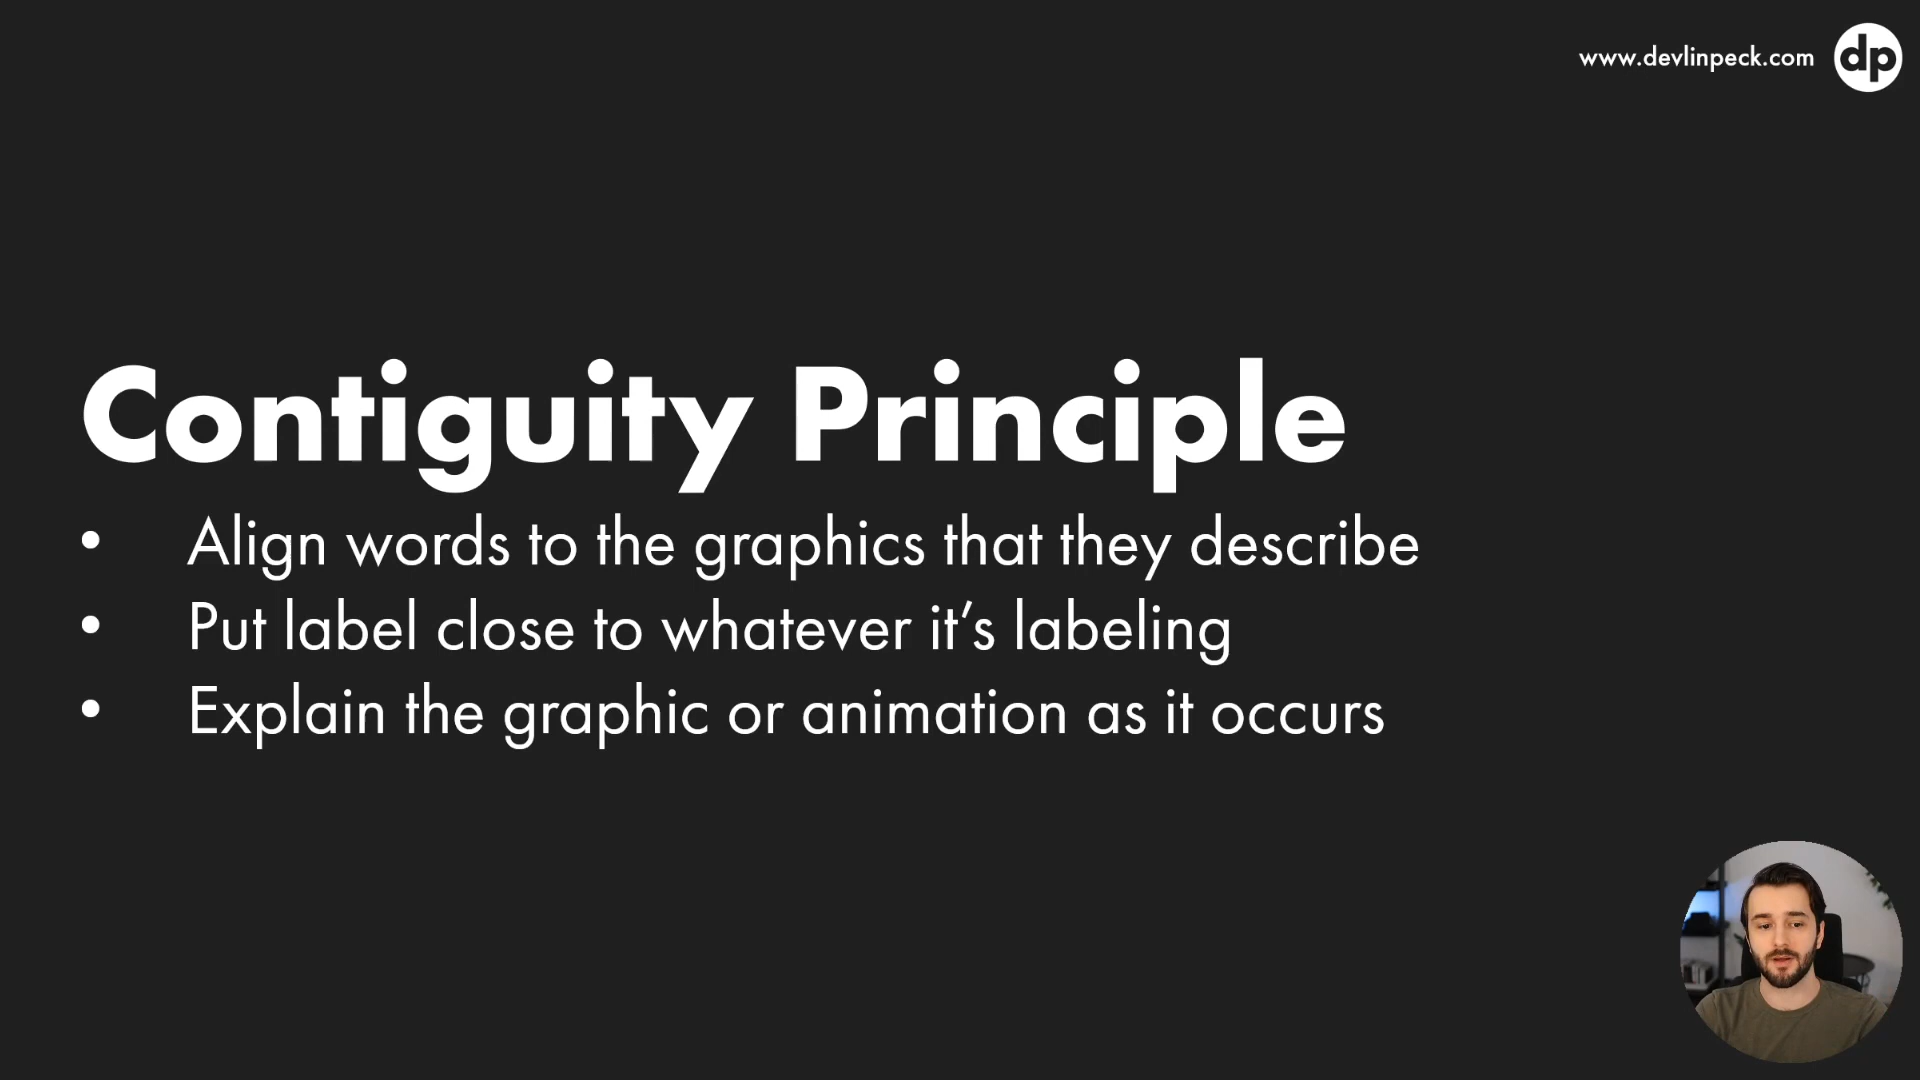 www.devlinpeck.com dp
Contiguity Principle
• Align words to the graphics that they describe
• Put label close to whatever it’s labeling
• Explain the graphic or animation as it occurs